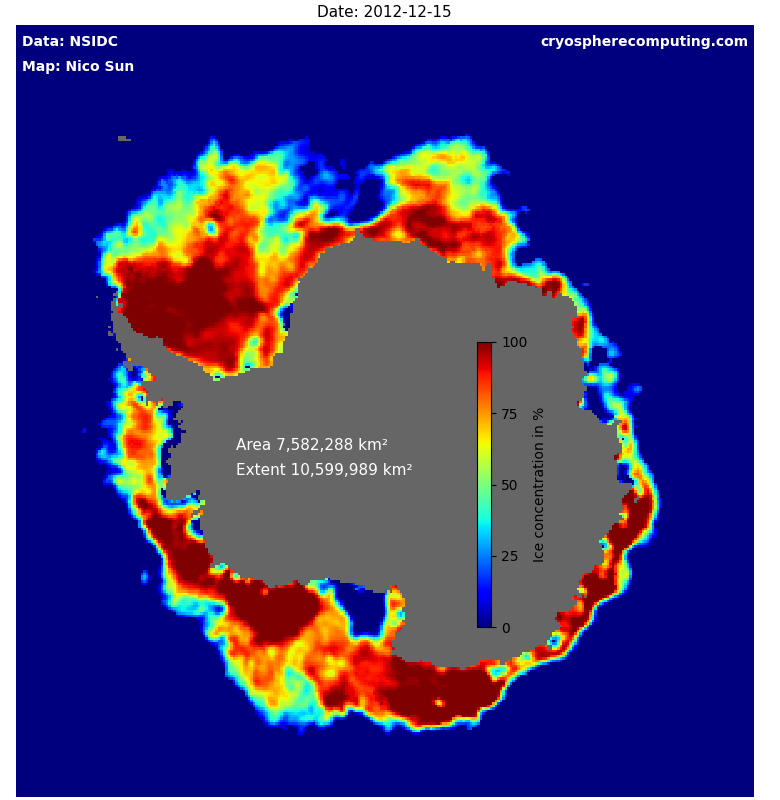 Date: 2012-12-15
Data: NSIDC
cryospherecomputing.com
Map: Nico Sun
100
75
50
25
0
Ice concentration in %
Area 7,582,288 km²
Extent 10,599,989 km²